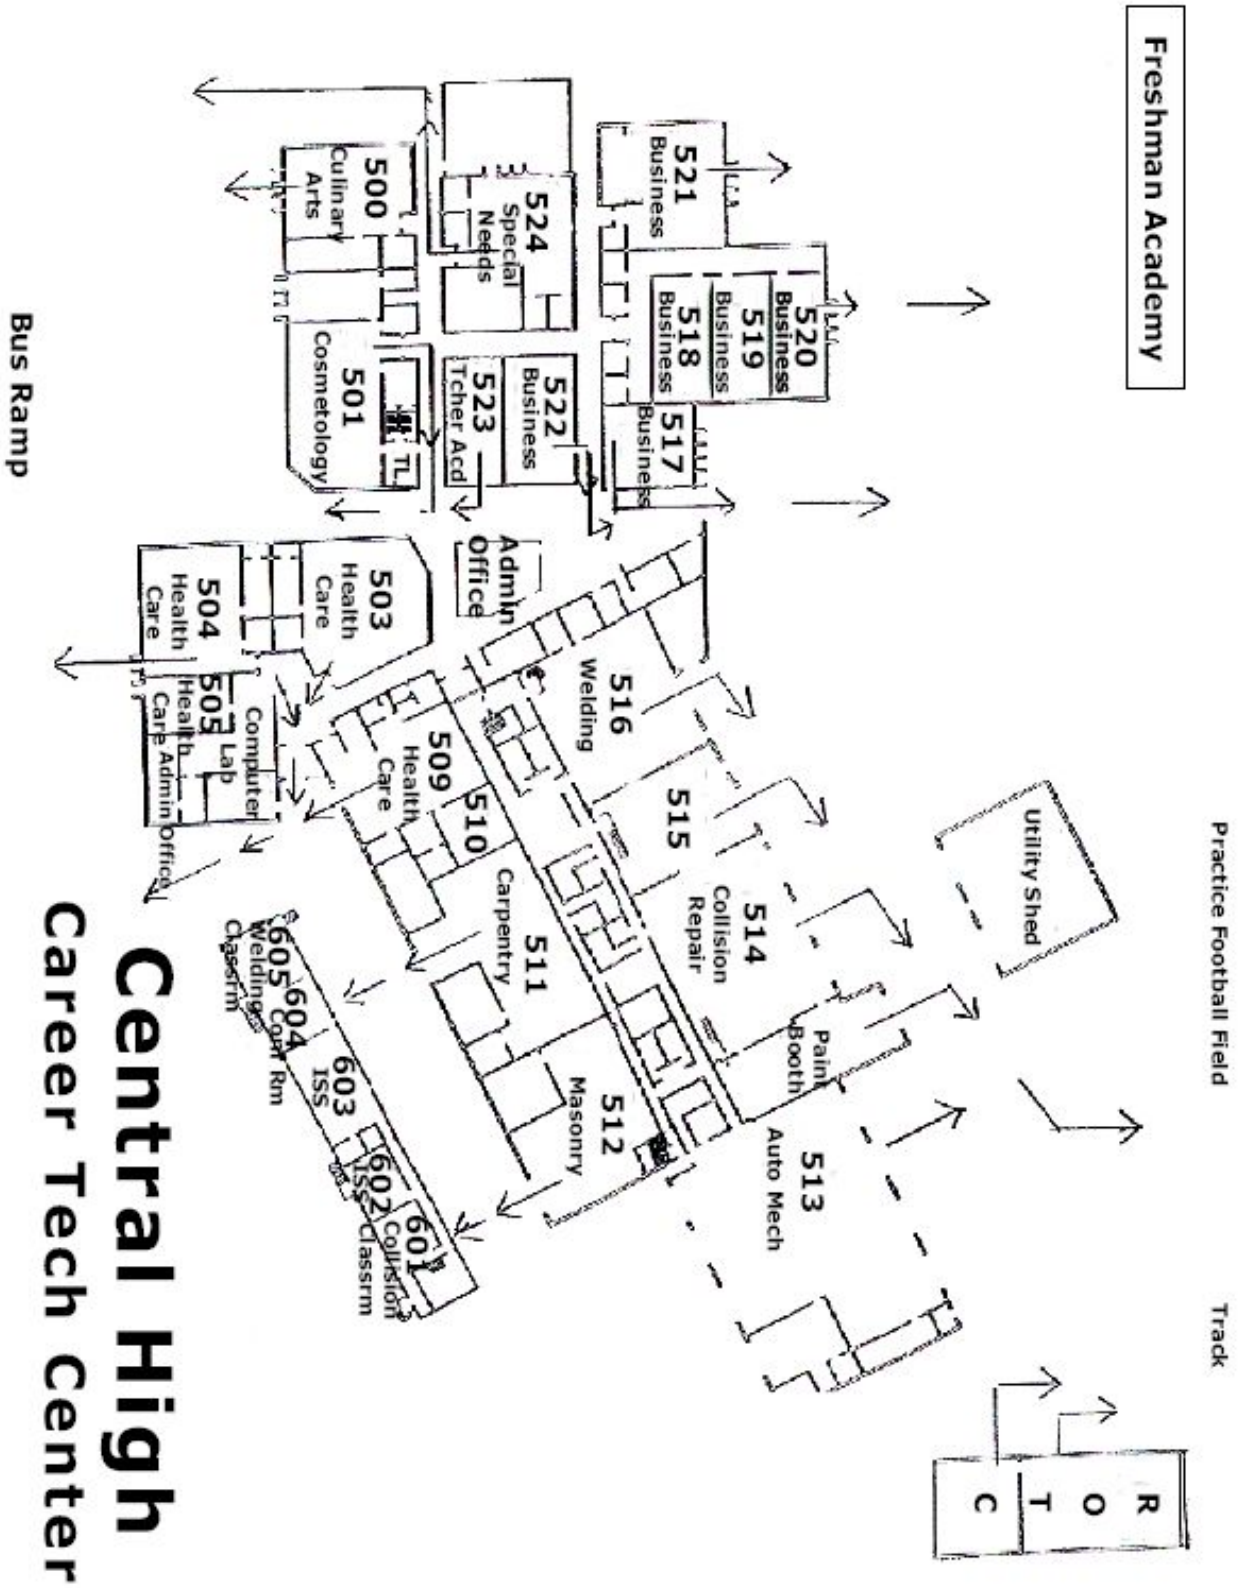 Freshman Academy
521
Business
520
Business
519
Business
518
Business
517
Business
524
Special
Needs
522
Business
523
Tcher Acd
500
Culinary
Arts
501
Cosmetology
TL
Bus Ramp
Admin
Office
503
Health
Care
504
Health
Care
505
Health
Care
Computer
Lab
Admin Office
516
Welding
515
514
Collision
Repair
Paint
Booth
513
Auto Mech
509
Health
Care
510
511
Carpentry
512
Masonry
605
Welding
Classrm
604
Conf Rm
603
ISS
602
ISS
601
Collision
Classrm
Utility Shed
Practice Football Field
Track
R
O
T
C
Central High
Career Tech Center